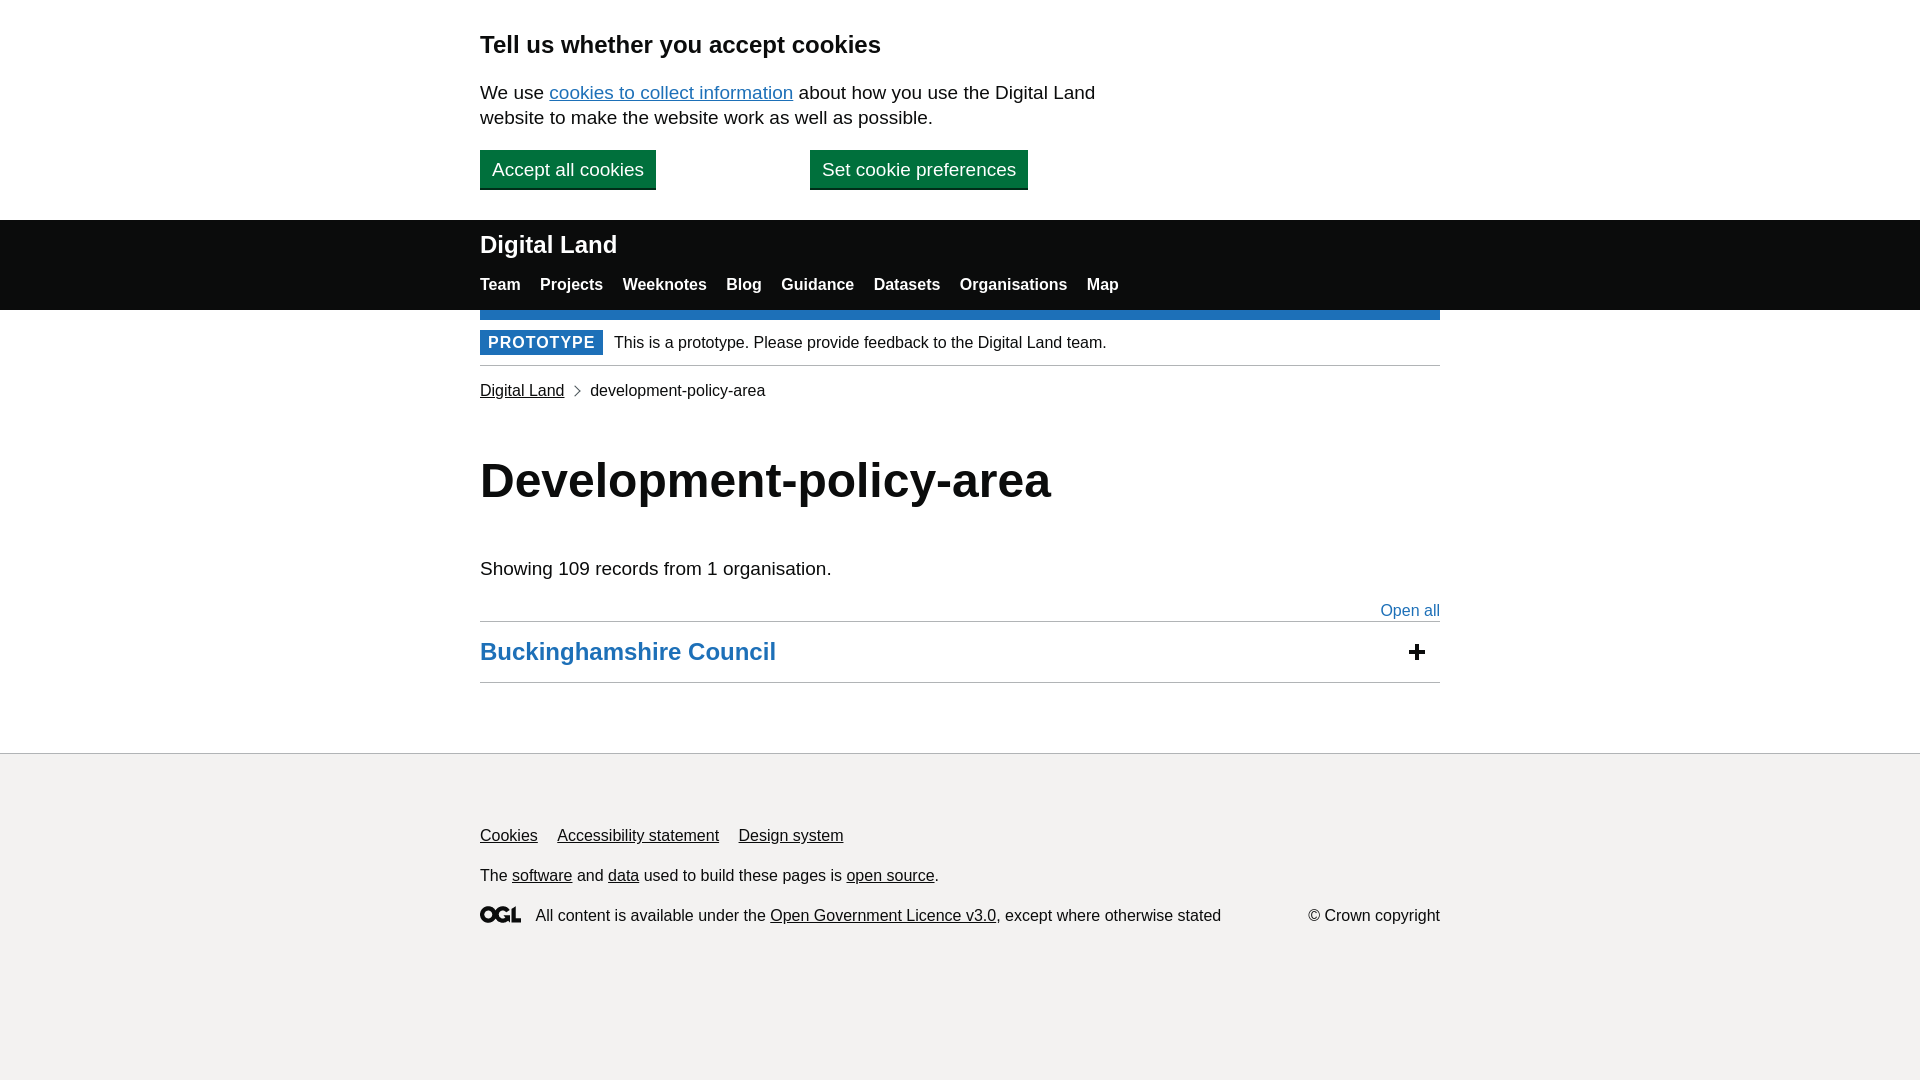 Tell us whether you accept cookies
We use cookies to collect information about how you use the Digital Land
website to make the website work as well as possible.
Accept all cookies
Set cookie preferences
Digital Land
Team Projects Weeknotes Blog Guidance Datasets Organisations Map
PROTOTYPE This is a prototype. Please provide feedback to the Digital Land team.
Digital Land development-policy-area
Development-policy-area
Showing 109 records from 1 organisation.
Open all
Buckinghamshire Council
Cookies Accessibility statement Design system
The software and data used to build these pages is open source.
OGL All content is available under the Open Government Licence v3.0, except where otherwise stated
© Crown copyright